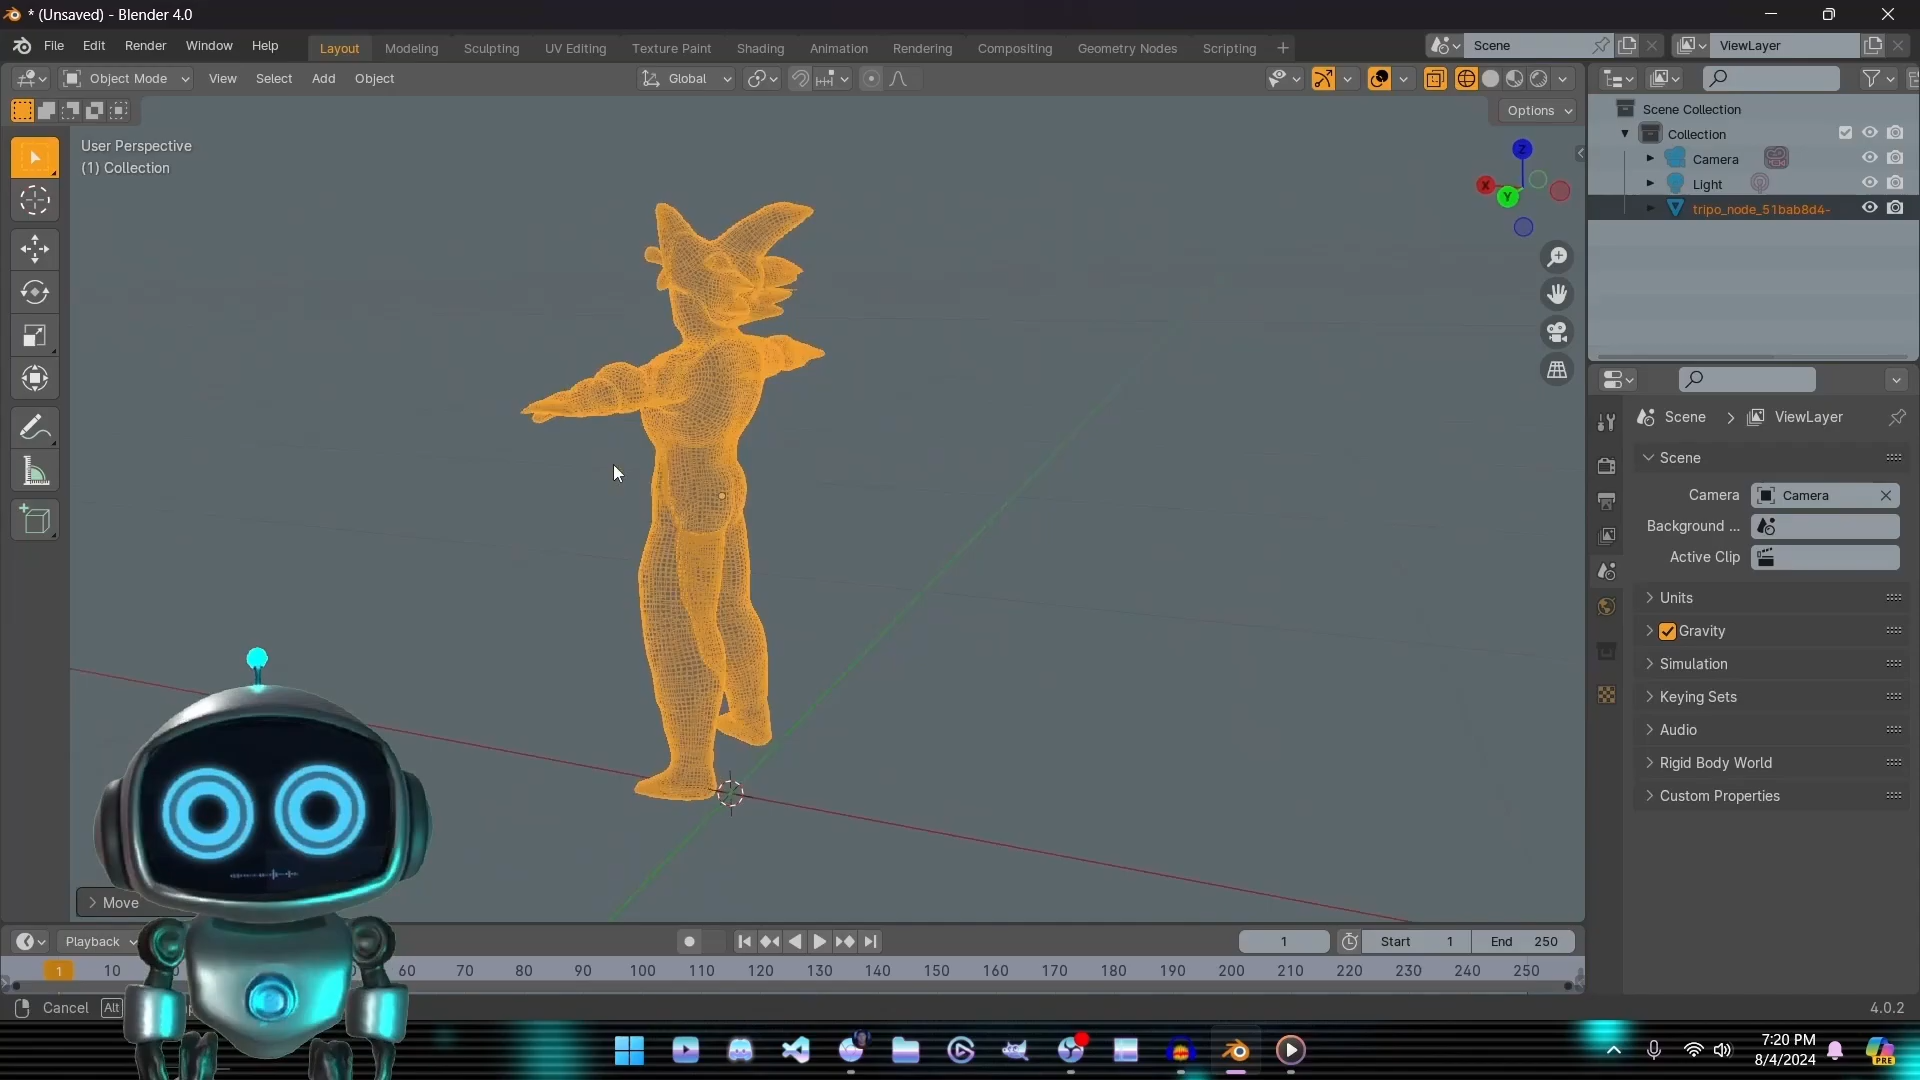 * (Unsaved) - Blender 4.0
File Edit Render Window Help
Layout Modeling Sculpting UV Editing Texture Paint Shading Animation Rendering Compositing Geometry Nodes Scripting +
Scene
ViewLayer
Object Mode View Select Add Object
Global
Options
User Perspective
(1) Collection
Z
X
Y
Scene Collection
Collection
Camera
Light
tripo_node_51bab8d4-
Scene > ViewLayer
Scene
Camera Camera
Background ...
Active Clip
Units
Gravity
Simulation
Keying Sets
Audio
Rigid Body World
Custom Properties
Move
Playback
1
Start 1
End 250
1 10 60 70 80 90 100 110 120 130 140 150 160 170 180 190 200 210 220 230 240 250
Cancel Alt
4.0.2
7:20 PM
8/4/2024
PRE